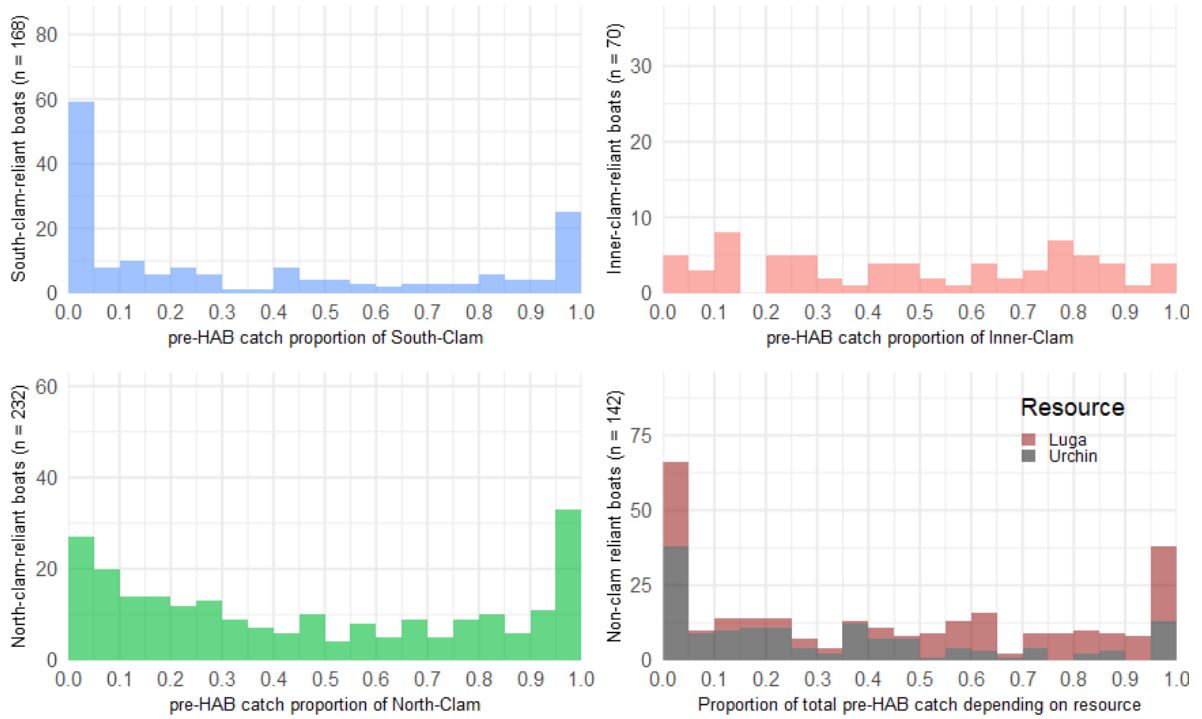 South-clam-reliant boats (n = 168)
80
60
40
20
0
0.0 0.1 0.2 0.3 0.4 0.5 0.6 0.7 0.8 0.9 1.0
pre-HAB catch proportion of South-Clam
Inner-clam-reliant boats (n = 70)
30
20
10
0
0.0 0.1 0.2 0.3 0.4 0.5 0.6 0.7 0.8 0.9 1.0
pre-HAB catch proportion of Inner-Clam
North-clam-reliant boats (n = 232)
60
40
20
0
0.0 0.1 0.2 0.3 0.4 0.5 0.6 0.7 0.8 0.9 1.0
pre-HAB catch proportion of North-Clam
Non-clam reliant boats (n = 142)
75
50
25
0
Resource
Luga
Urchin
0.0 0.1 0.2 0.3 0.4 0.5 0.6 0.7 0.8 0.9 1.0
Proportion of total pre-HAB catch depending on resource